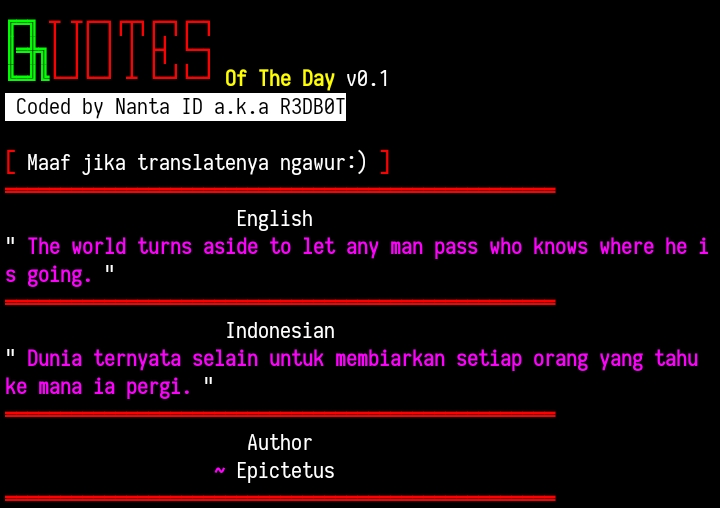 QUOTES
Of The Day v0.1
Coded by Nanta ID a.k.a R3DB0T
[ Maaf jika translatenya ngawur:) ]
English
" The world turns aside to let any man pass who knows where he i
s going. "
Indonesian
" Dunia ternyata selain untuk membiarkan setiap orang yang tahu
ke mana ia pergi. "
Author
~ Epictetus